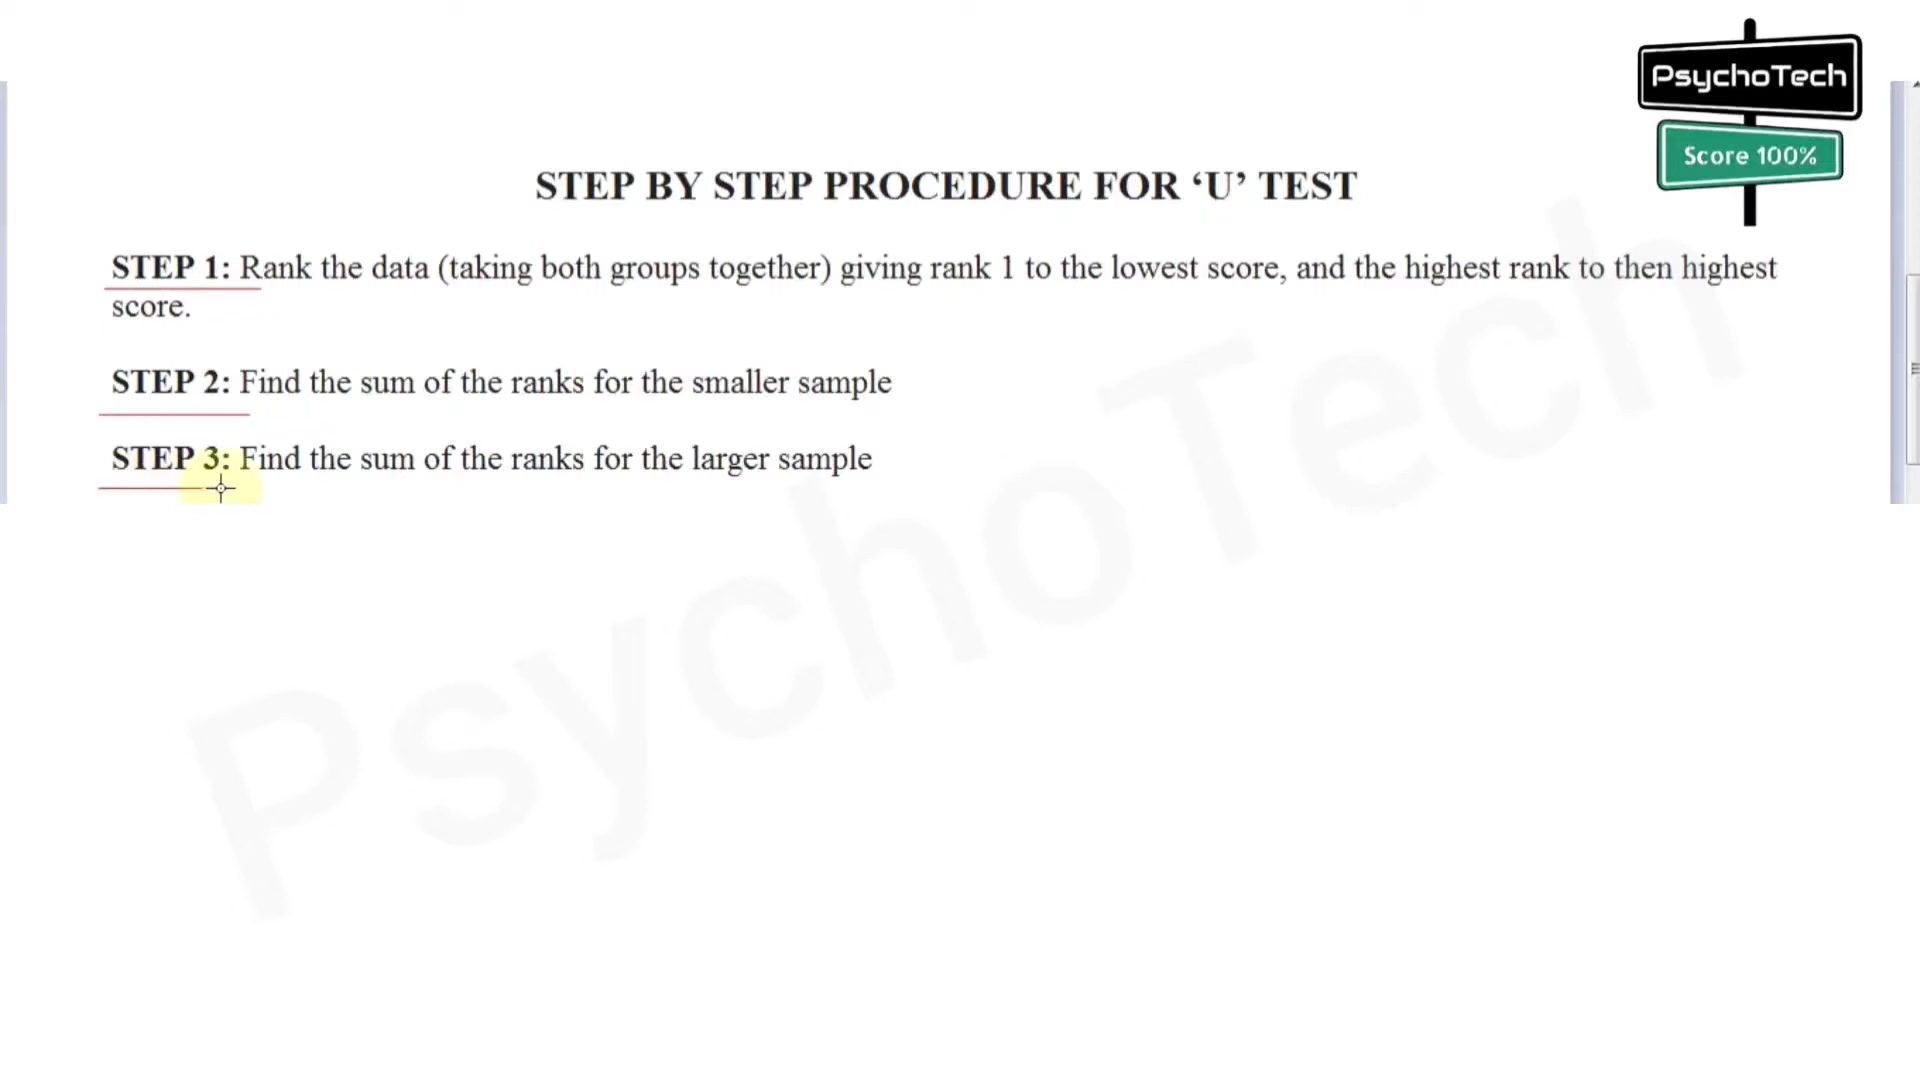 PsychoTech
Score 100%
STEP BY STEP PROCEDURE FOR ‘U’ TEST
STEP 1: Rank the data (taking both groups together) giving rank 1 to the lowest score, and the highest rank to then highest
score.
STEP 2: Find the sum of the ranks for the smaller sample
STEP 3: Find the sum of the ranks for the larger sample
PsychoTech